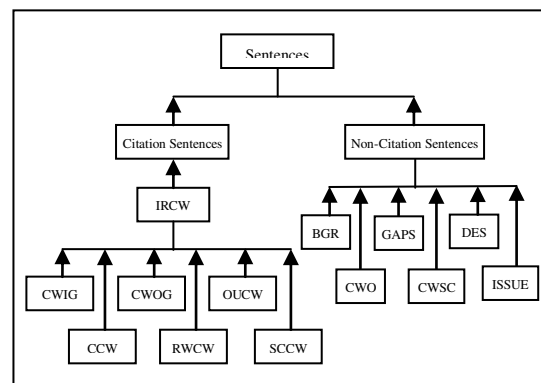 Sentences
Citation Sentences
Non-Citation Sentences
IRCW
BGR
GAPS
DES
CWO
CWSC
ISSUE
CWIG
CWOG
OUCW
CCW
RWCW
SCCW